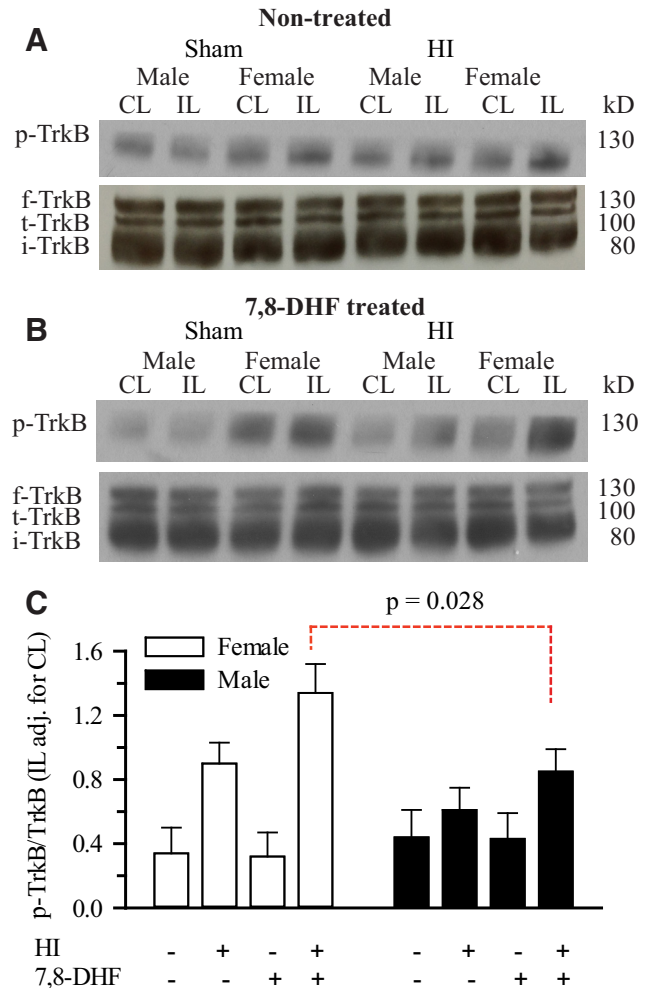 A
Non-treated
Sham HI
Male Female Male Female
CL IL CL IL CL IL CL IL kD
p-TrkB 130
f-TrkB 130
t-TrkB 100
i-TrkB 80
B
7,8-DHF treated
Sham HI
Male Female Male Female
CL IL CL IL CL IL CL IL kD
p-TrkB 130
f-TrkB 130
t-TrkB 100
i-TrkB 80
C
p = 0.028
p-TrkB/TrkB (IL adj. for CL)
1.6
1.2
0.8
0.4
0.0
Female
Male
HI - + - + - + - +
7,8-DHF - - + + - - + +